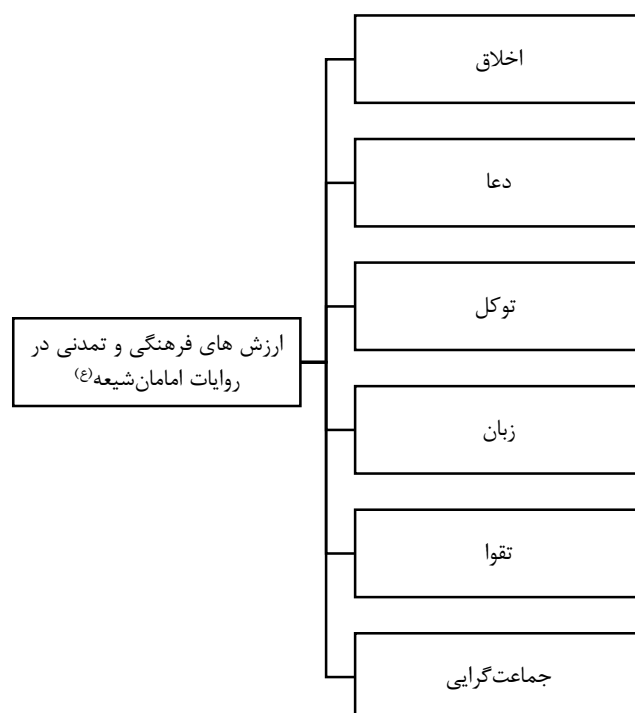 اخلاق
دعا
توکل
ارزش های فرهنگی و تمدنی در
روایات امامان‌شیعه(ع)
زبان
تقوا
جماعت‌گرایی